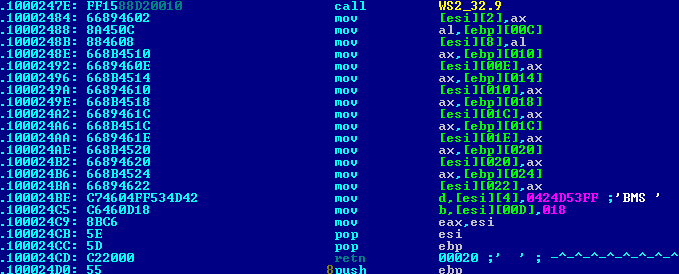 .1000247E: FF1588D20010 call WS2_32.9
.10002484: 66894602 mov [esi][2],ax
.10002488: 8A450C mov al,[ebp][00C]
.1000248B: 884608 mov [esi][8],al
.1000248E: 668B4510 mov ax,[ebp][010]
.10002492: 6689460E mov [esi][00E],ax
.10002496: 668B4514 mov ax,[ebp][014]
.1000249A: 66894610 mov [esi][010],ax
.1000249E: 668B4518 mov ax,[ebp][018]
.100024A2: 6689461C mov [esi][01C],ax
.100024A6: 668B451C mov ax,[ebp][01C]
.100024AA: 6689461E mov [esi][01E],ax
.100024AE: 668B4520 mov ax,[ebp][020]
.100024B2: 66894620 mov [esi][020],ax
.100024B6: 668B4524 mov ax,[ebp][024]
.100024BA: 66894622 mov [esi][022],ax
.100024BE: C74604FF534D42 mov d,[esi][4],0424D53FF ;'BMS '
.100024C5: C6460D18 mov b,[esi][00D],018
.100024C9: 8BC6 mov eax,esi
.100024CB: 5E pop esi
.100024CC: 5D pop ebp
.100024CD: C22000 retn 00020 ;'  ' ; -^-^-^-^-^-^-^-^
.100024D0: 55 8push ebp